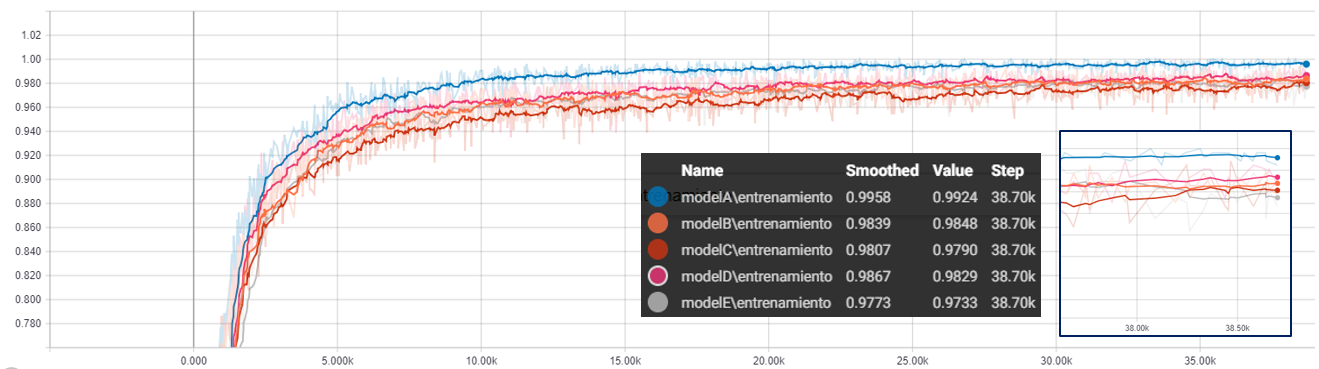 1.02
1.00
0.980
0.960
0.940
0.920
0.900
0.880
0.860
0.840
0.820
0.800
0.780
0.000 5.000k 10.00k 15.00k 20.00k 25.00k 30.00k 35.00k
Name Smoothed Value Step
modelA\entrenamiento 0.9958 0.9924 38.70k
modelB\entrenamiento 0.9839 0.9848 38.70k
modelC\entrenamiento 0.9807 0.9790 38.70k
modelD\entrenamiento 0.9867 0.9829 38.70k
modelE\entrenamiento 0.9773 0.9733 38.70k
38.00k 38.50k